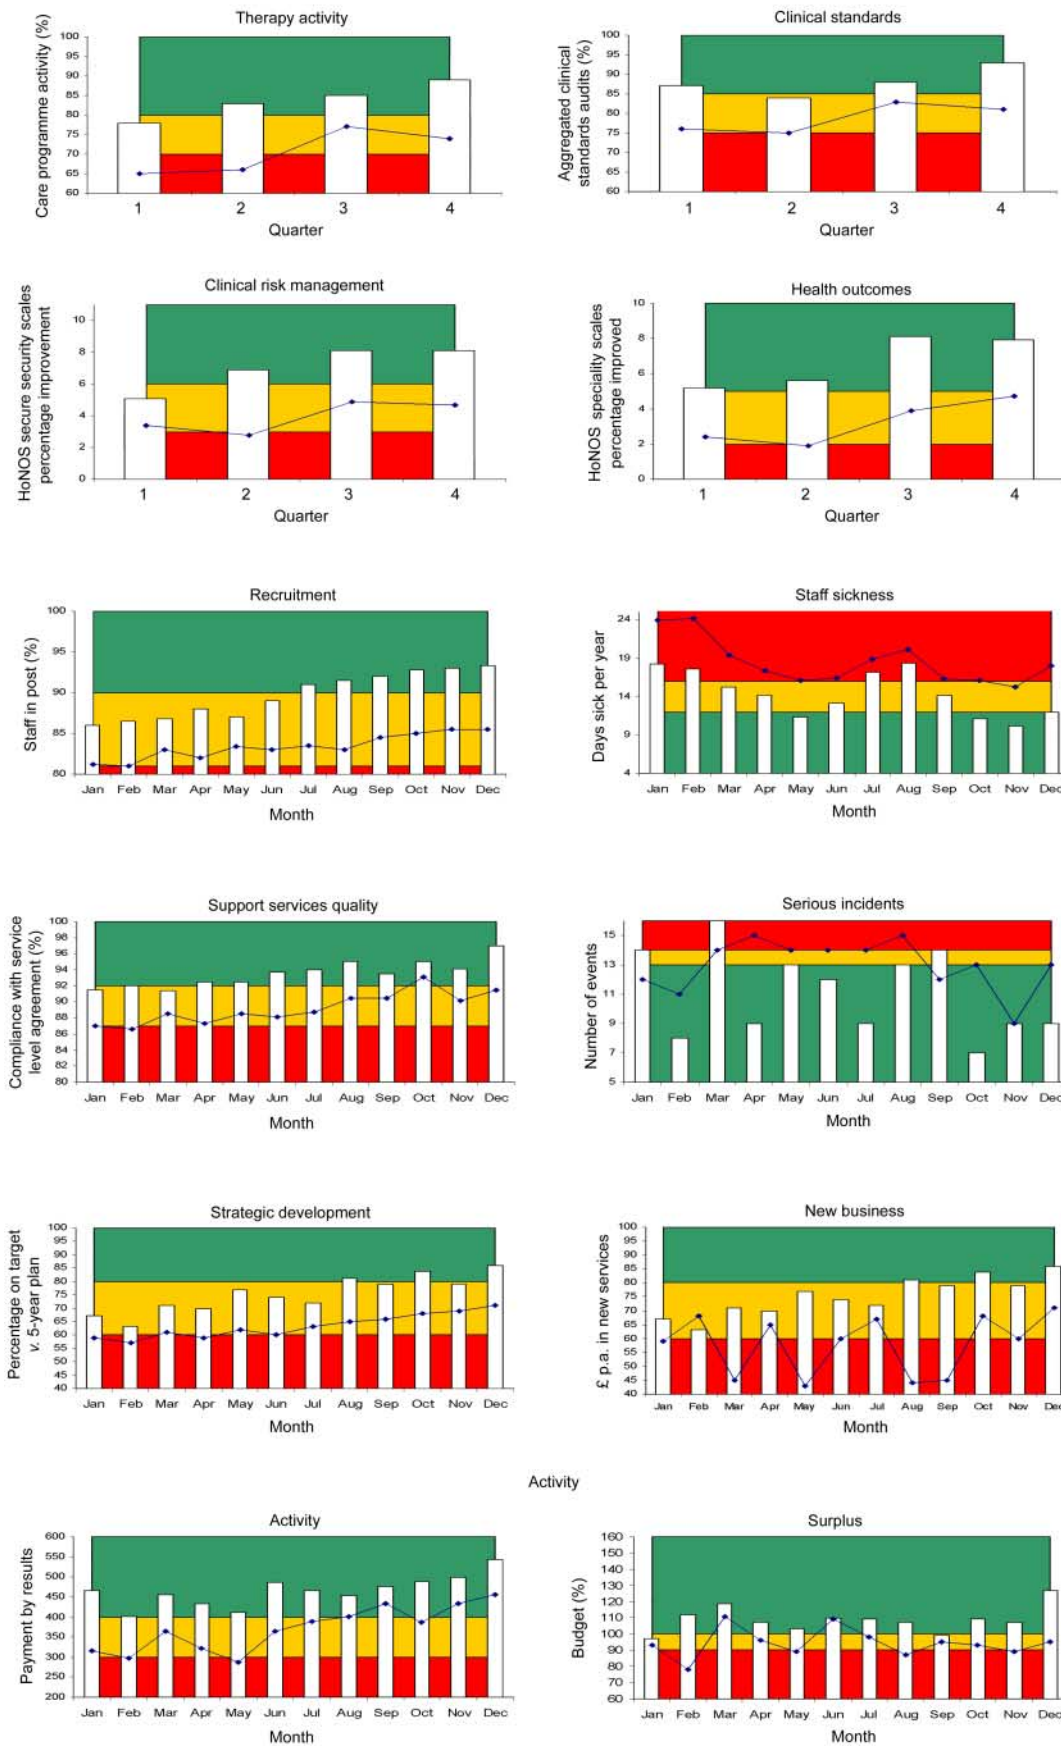 Therapy activity
Care programme activity (%)
100
95
90
85
80
75
70
65
60
1 2 3 4
Quarter
Clinical standards
Aggregated clinical
standards audits (%)
100
95
90
85
80
75
70
65
60
1 2 3 4
Quarter
Clinical risk management
HoNOS secure security scales
percentage improvement
10
8
6
4
2
0
1 2 3 4
Quarter
Health outcomes
HoNOS speciality scales
percentage improved
10
8
6
4
2
0
1 2 3 4
Quarter
Recruitment
Staff in post (%)
100
95
90
85
80
Jan Feb Mar Apr May Jun Jul Aug Sep Oct Nov Dec
Month
Staff sickness
Days sick per year
24
19
14
9
4
Jan Feb Mar Apr May Jun Jul Aug Sep Oct Nov Dec
Month
Support services quality
Compliance with service
level agreement (%)
100
98
96
94
92
90
88
86
84
82
80
Jan Feb Mar Apr May Jun Jul Aug Sep Oct Nov Dec
Month
Serious incidents
Number of events
15
13
11
9
7
5
Jan Feb Mar Apr May Jun Jul Aug Sep Oct Nov Dec
Month
Strategic development
Percentage on target
v. 5-year plan
100
95
90
85
80
75
70
65
60
55
50
45
40
Jan Feb Mar Apr May Jun Jul Aug Sep Oct Nov Dec
Month
New business
£ p.a. in new services
100
95
90
85
80
75
70
65
60
55
50
45
40
Jan Feb Mar Apr May Jun Jul Aug Sep Oct Nov Dec
Month
Activity
Activity
Payment by results
600
550
500
450
400
350
300
250
200
Jan Feb Mar Apr May Jun Jul Aug Sep Oct Nov Dec
Month
Surplus
Budget (%)
160
150
140
130
120
110
100
90
80
70
60
Jan Feb Mar Apr May Jun Jul Aug Sep Oct Nov Dec
Month